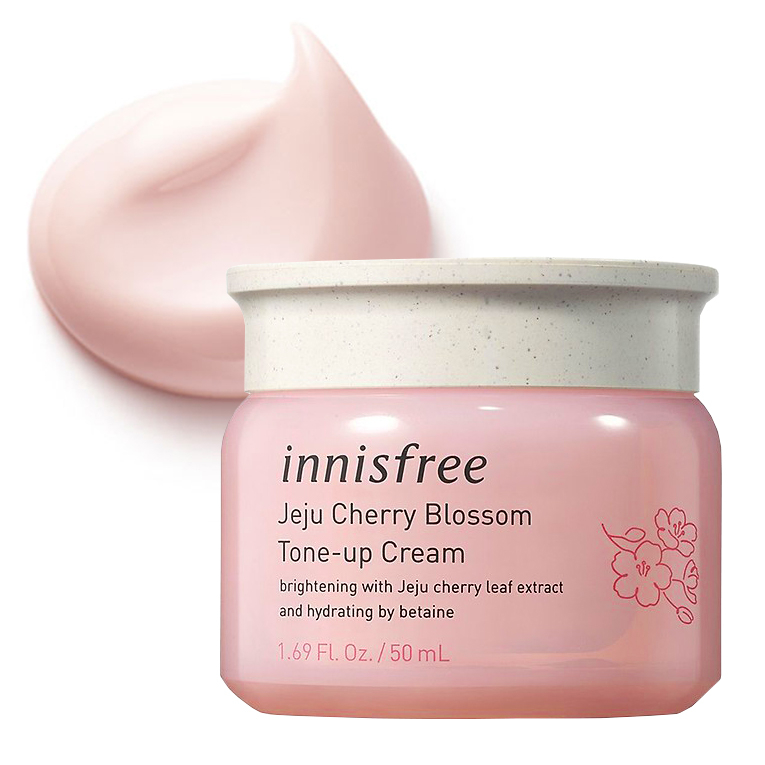 innisfree
Jeju Cherry Blossom
Tone-up Cream
brightening with Jeju cherry leaf extract
and hydrating by betaine
1.69 Fl. Oz. / 50 mL